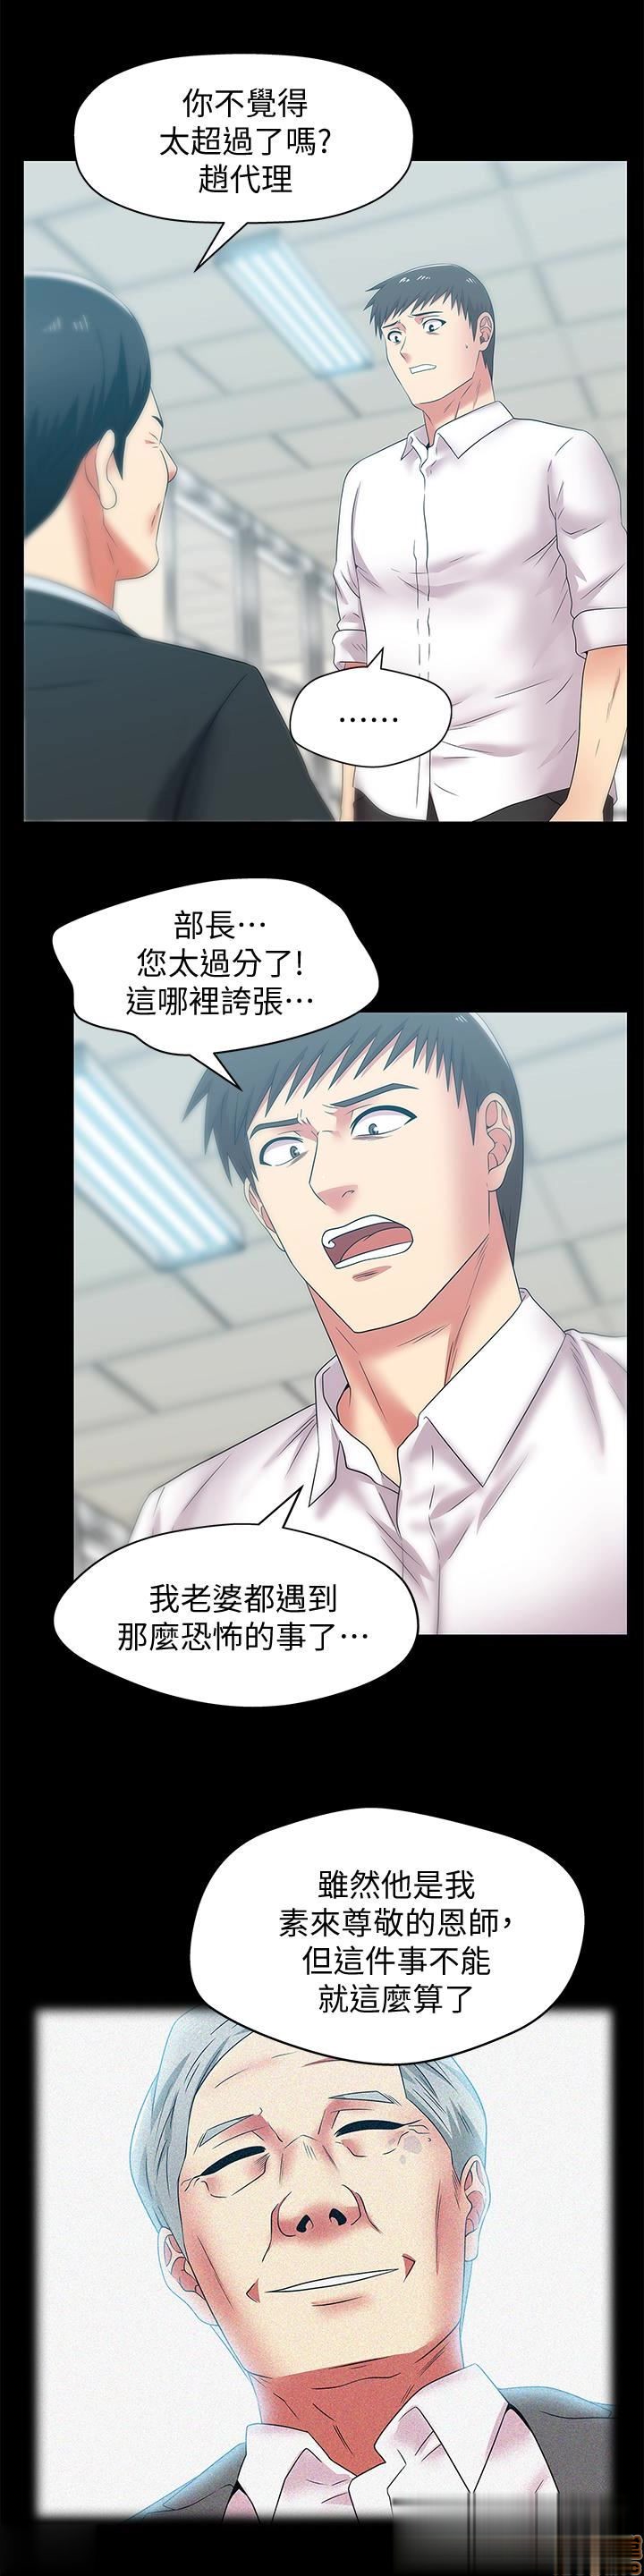 你不覺得
太超過了嗎?
趙代理
······
部長···
您太過分了!
這哪裡誇張···
我老婆都遇到
那麼恐怖的事了···
雖然他是我
素來尊敬的恩師,
但這件事不能
就這麼算了